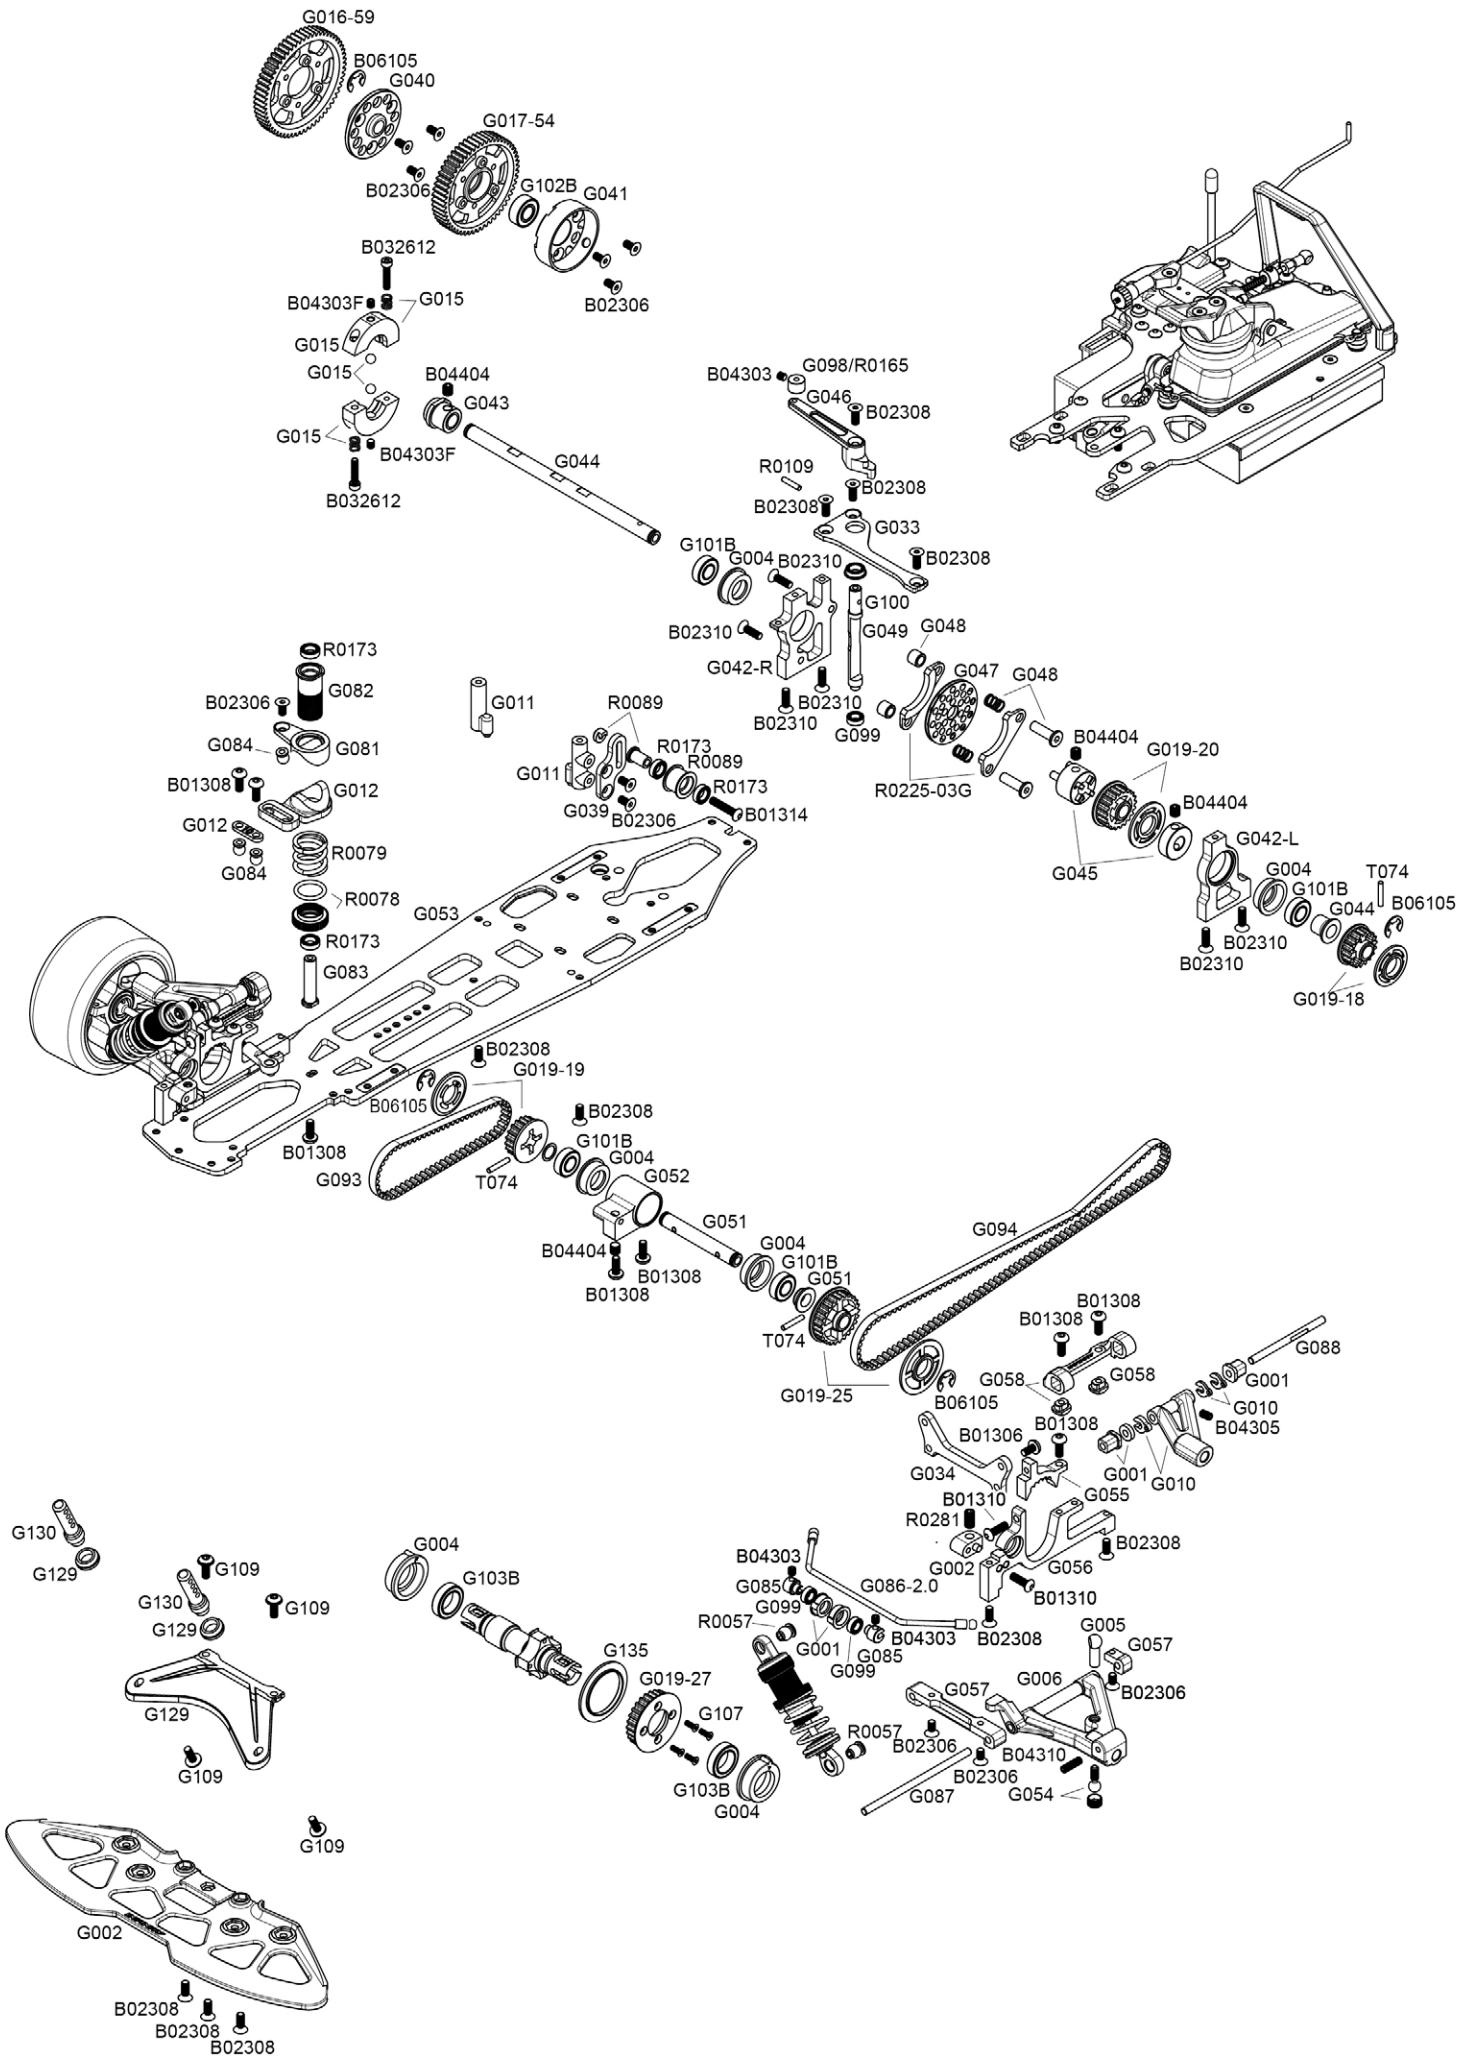 G016-59
B06105
G040
G017-54
B02306
G102B
G041
B02306
B032612
B04303F
G015
G015
G015
G015
B04303F
B032612
B04404
G043
G044
B04303
G098/R0165
G046
B02308
R0109
B02308
B02308
G033
B02308
G101B
G004
B02310
B02310
G042-R
B02310
B02310
G100
G049
G099
G048
G047
G048
R0225-03G
B04404
G019-20
B04404
G045
G042-L
G004
G101B
T074
G044
B06105
B02310
B02310
G019-18
R0173
G082
B02306
G084
G081
B01308
G012
G012
G084
R0079
R0078
R0173
G083
G011
G011
R0089
R0173
R0089
R0173
G039
B02306
B01314
G053
B02308
G019-19
B06105
B02308
B01308
G093
T074
G101B
G004
G052
G051
B04404
B01308
B01308
G004
G101B
G051
T074
G019-25
G094
B06105
B01308
B01308
G058
G058
B01308
G088
G001
G010
B04305
G001
G010
B01306
G034
G055
B01310
R0281
G002
G056
B02308
B01310
B02308
G130
G129
G109
G130
G129
G109
G129
G109
G109
G002
B02308
B02308
B02308
G004
G103B
G135
G019-27
G107
G103B
G004
B04303
G085
G099
G086-2.0
R0057
G001
G099
G085
B04303
R0057
G005
G057
G006
B02306
G057
B02306
B02306
B04310
G087
G054